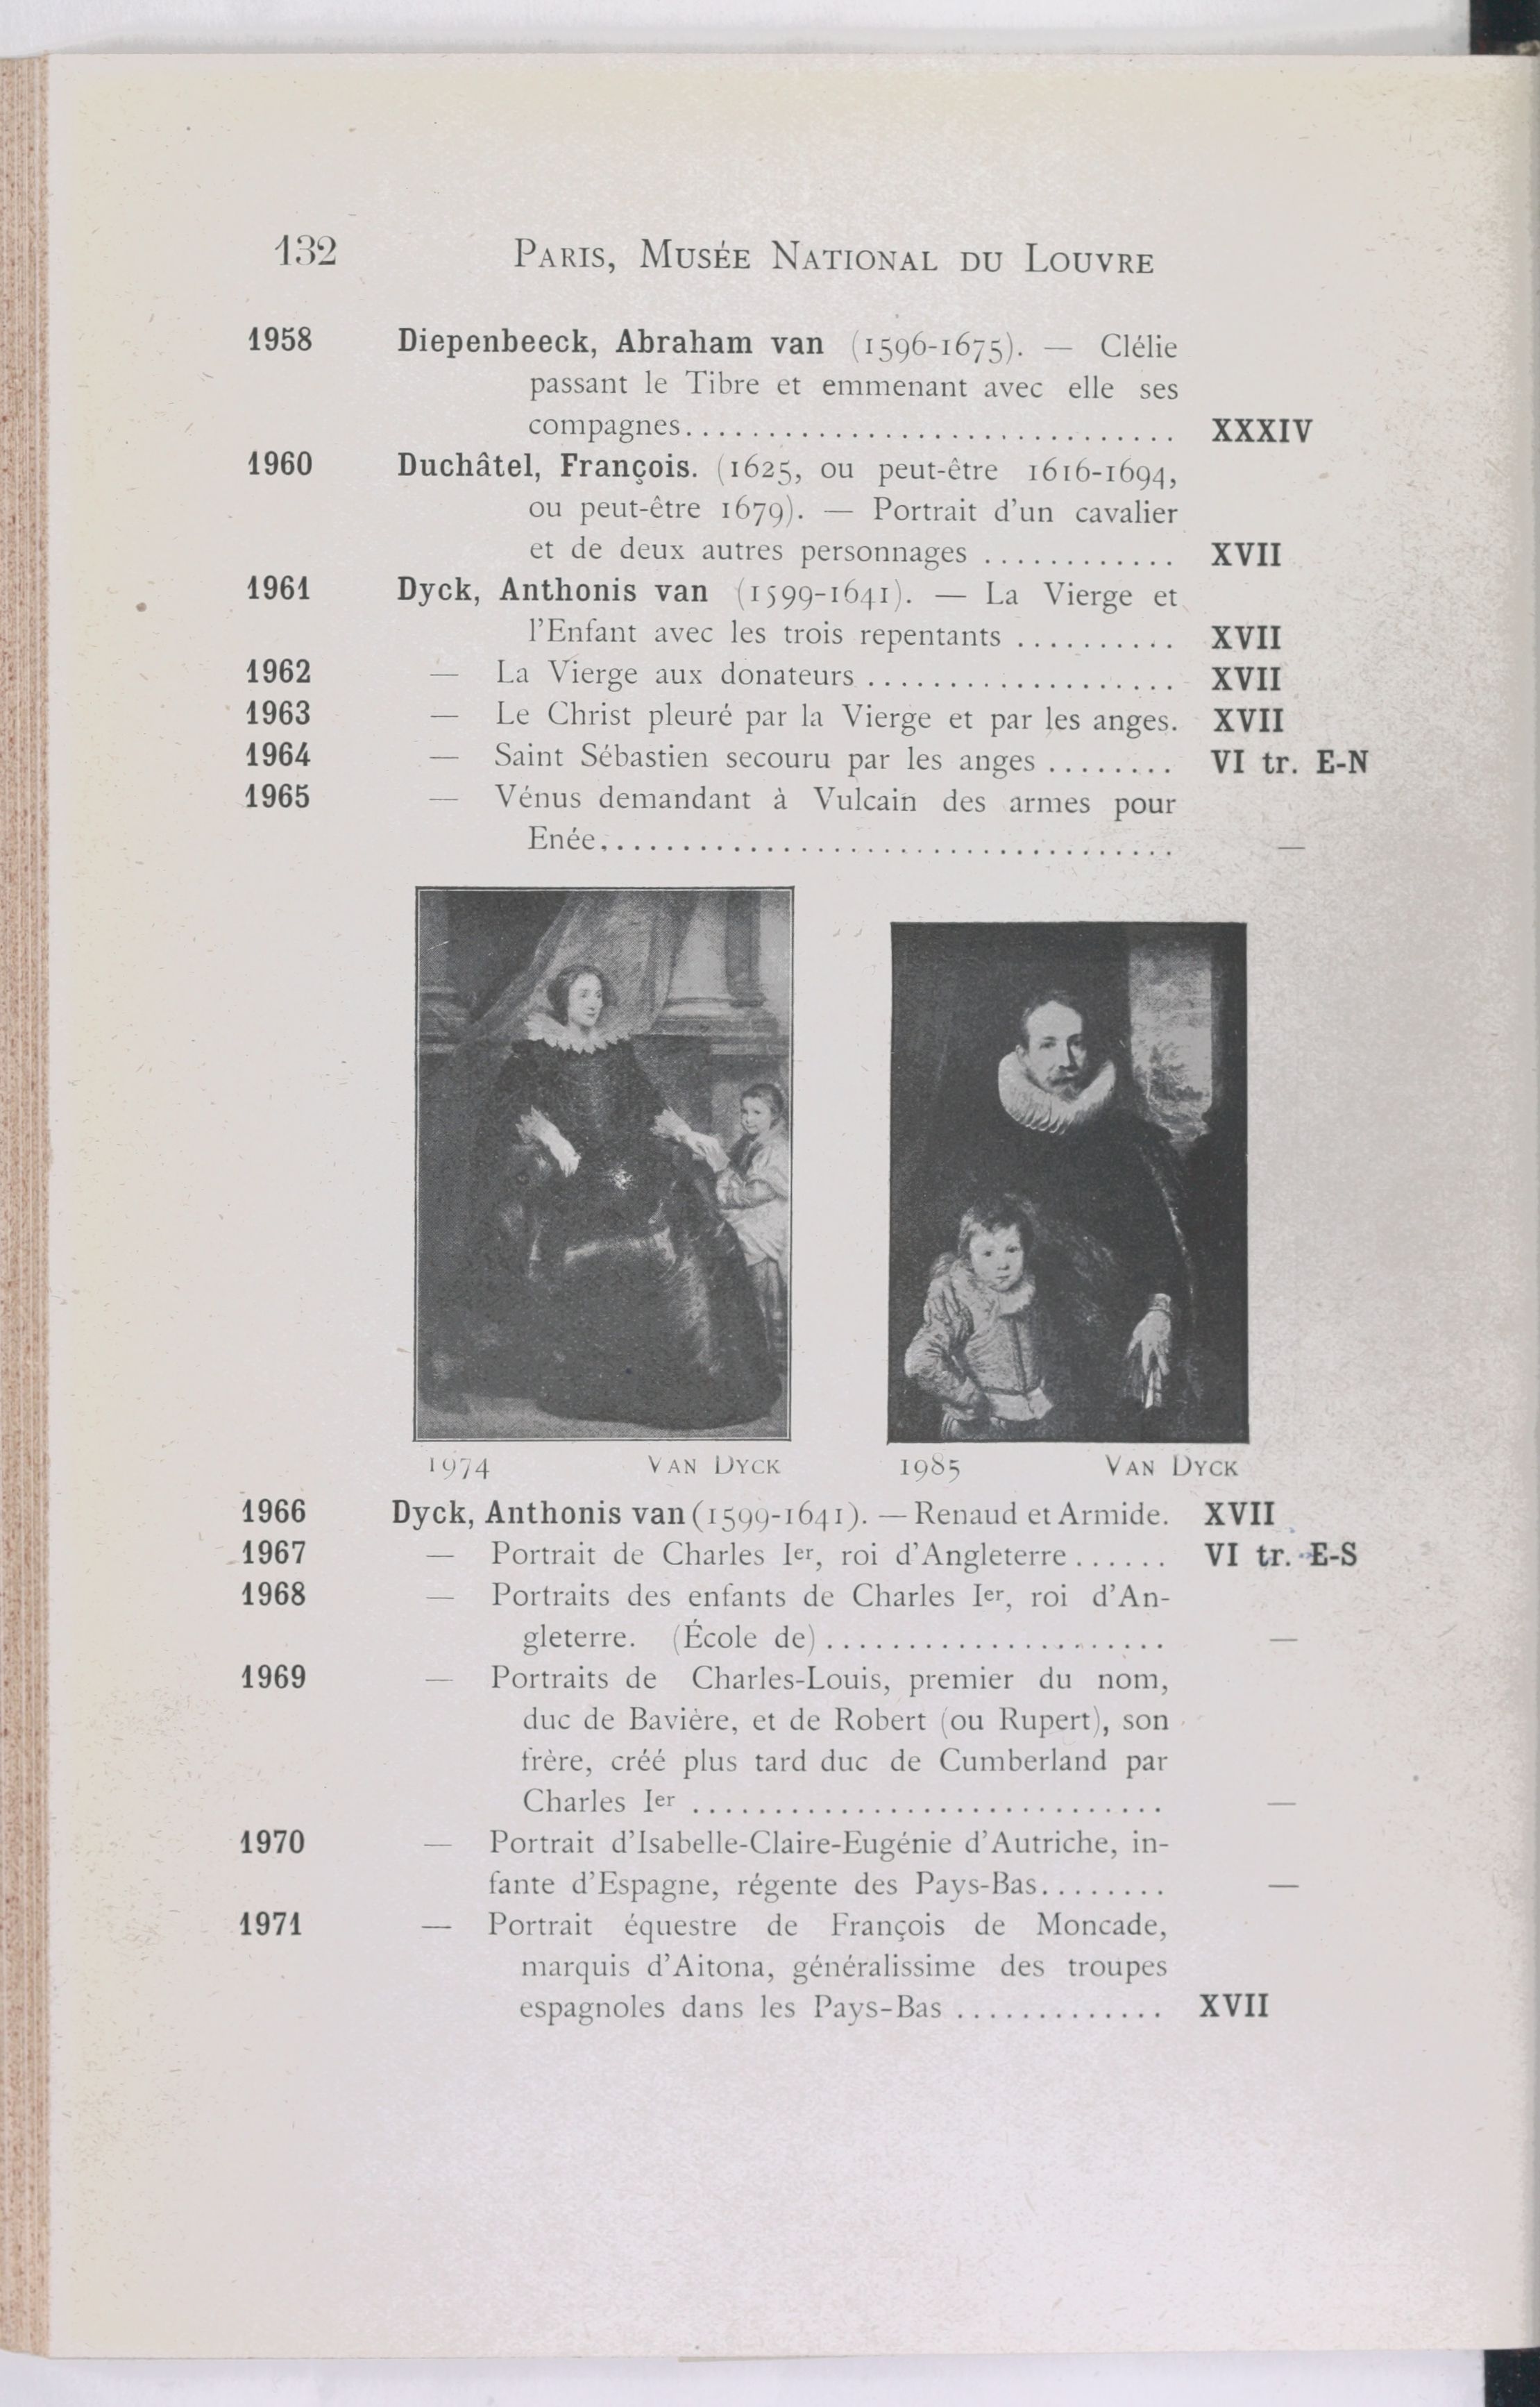 132 PARIS, MUSÉE NATIONAL DU LOUVRE
1958 Diepenbeeck, Abraham van (1596-1675). — Clélie
passant le Tibre et emmenant avec elle ses
compagnes.............................. XXXIV
1960 Duchâtel, François. (1625, ou peut-être 1616-1694,
ou peut-être 1679). — Portrait d'un cavalier
et de deux autres personnages ............ XVII
1961 Dyck, Anthonis van (1599-1641). — La Vierge et
l'Enfant avec les trois repentants .......... XVII
1962 — La Vierge aux donateurs ................... XVII
1963 — Le Christ pleuré par la Vierge et par les anges. XVII
1964 — Saint Sébastien secouru par les anges ........ VI tr. E-N
1965 — Vénus demandant à Vulcain des armes pour
Enée................................... —
1974 VAN DYCK
1985 VAN DYCK
1966 Dyck, Anthonis van (1599-1641). — Renaud et Armide. XVII
1967 — Portrait de Charles Ier, roi d'Angleterre ...... VI tr. E-S
1968 — Portraits des enfants de Charles Ier, roi d'An-
gleterre. (École de) ..................... —
1969 — Portraits de Charles-Louis, premier du nom,
duc de Bavière, et de Robert (ou Rupert), son
frère, créé plus tard duc de Cumberland par
Charles Ier ............................. —
1970 — Portrait d'Isabelle-Claire-Eugénie d'Autriche, in-
fante d'Espagne, régente des Pays-Bas........ —
1971 — Portrait équestre de François de Moncade,
marquis d'Aitona, généralissime des troupes
espagnoles dans les Pays-Bas ............. XVII